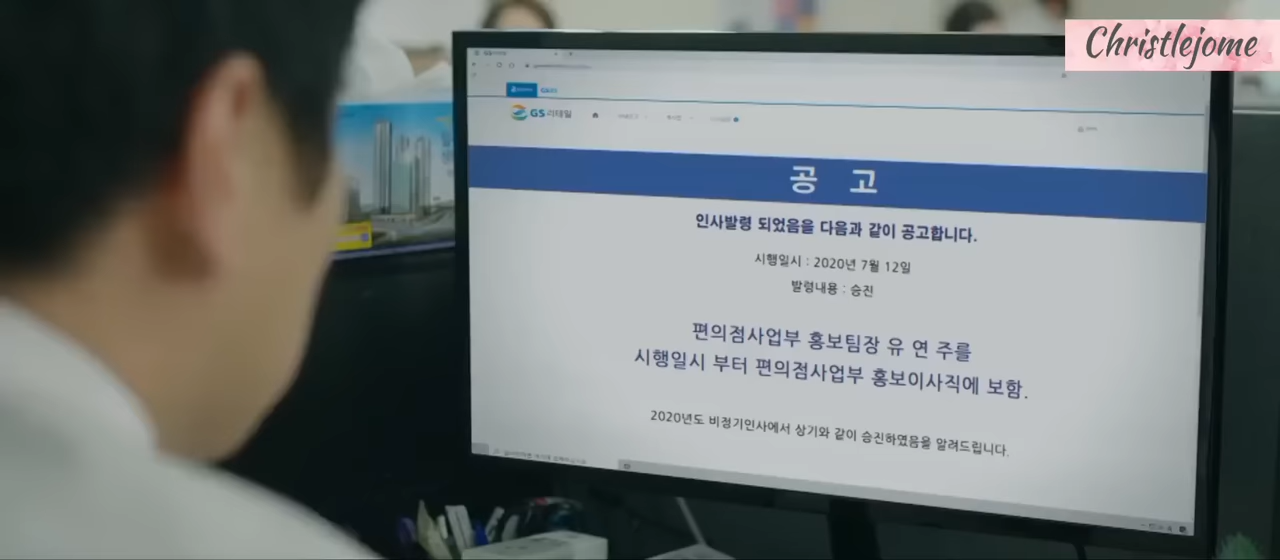 Christlejome
GS리테일
공 고
인사발령 되었음을 다음과 같이 공고합니다.
시행일시 : 2020년 7월 12일
발령내용 : 승진
편의점사업부 홍보팀장 유 연 주를
시행일시 부터 편의점사업부 홍보이사직에 보함.
2020년도 비정기인사에서 상기와 같이 승진하였음을 알려드립니다.